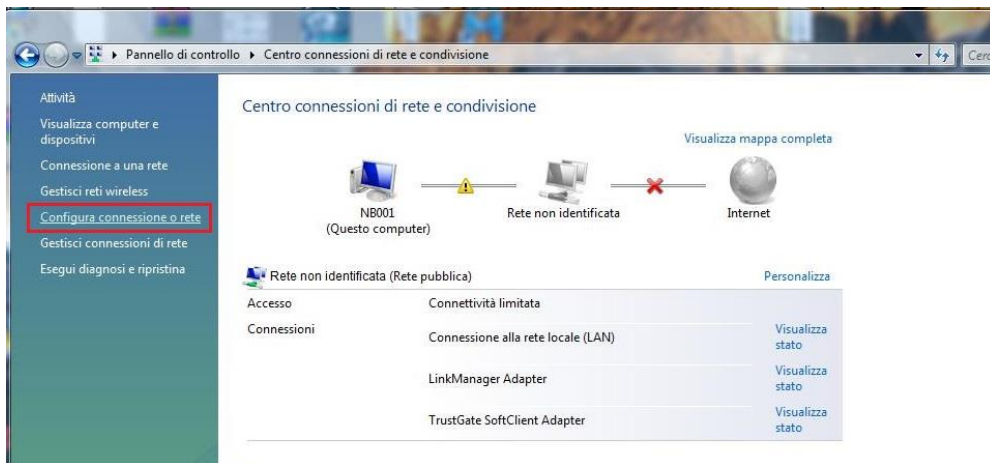 Pannello di controllo ▸ Centro connessioni di rete e condivisione
Attività
Visualizza computer e
dispositivi
Connessione a una rete
Gestisci reti wireless
Configura connessione o rete
Gestisci connessioni di rete
Esegui diagnosi e ripristina
Centro connessioni di rete e condivisione
Visualizza mappa completa
NB001
(Questo computer)
Rete non identificata
Internet
Rete non identificata (Rete pubblica)
Personalizza
Accesso
Connettività limitata
Connessioni
Connessione alla rete locale (LAN)
Visualizza
stato
LinkManager Adapter
Visualizza
stato
TrustGate SoftClient Adapter
Visualizza
stato